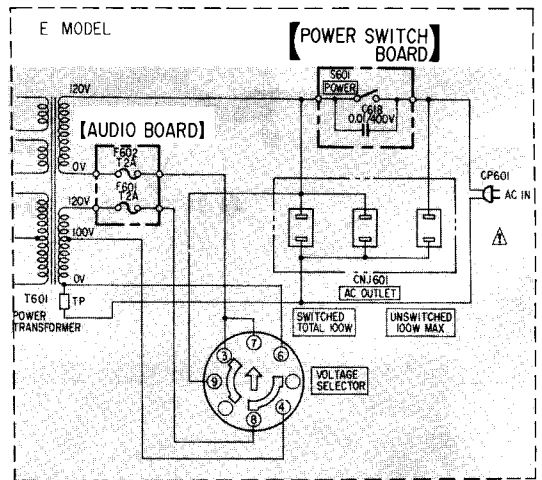 E MODEL
【POWER SWITCH
BOARD】
S601
POWER
C618
0.01/400V
120V
【AUDIO BOARD】
F602
T2A
0V
F601
T2A
120V
100V
0V
CP601
AC IN
CNJ601
AC OUTLET
T601
TP
POWER
TRANSFORMER
SWITCHED
TOTAL 100W
UNSWITCHED
100W MAX
3
7
6
9
VOLTAGE
SELECTOR
4
8